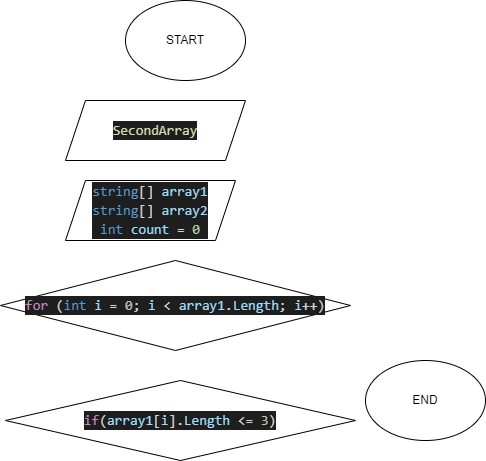 START
SecondArray
string[] array1
string[] array2
int count = 0
for (int i = 0; i < array1.Length; i++)
if(array1[i].Length <= 3)
END